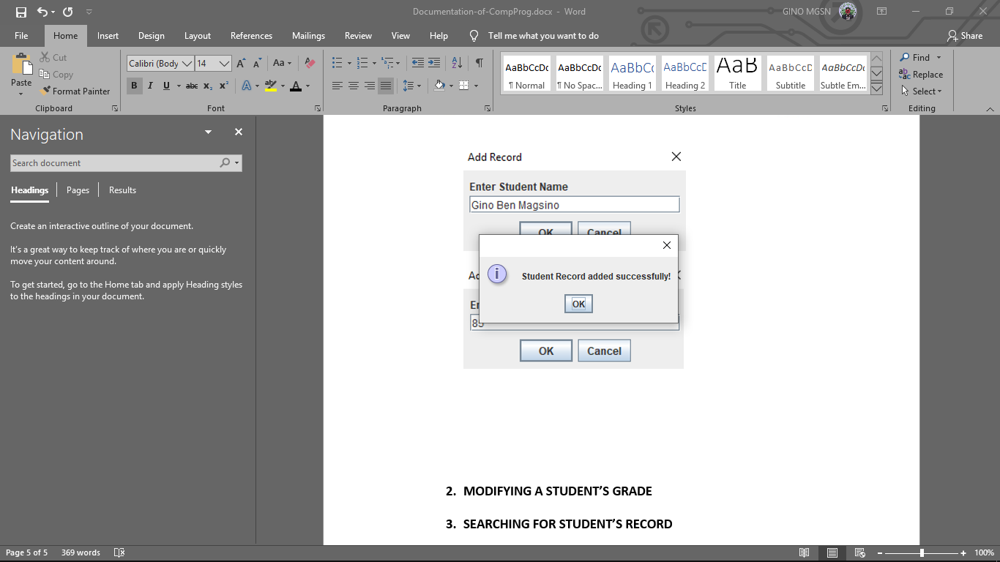 Documentation-of-CompProg.docx - Word
GINO MGSN
File Home Insert Design Layout References Mailings Review View Help Tell me what you want to do Share
Paste
Cut
Copy
Format Painter
Clipboard
Calibri (Body 14
Aa
B I U abc x₂ x² A ab A
Font
Paragraph
AaBbCcDc AaBbCcDc AaBbCc AaBbCcD AaB AaBbCcD AaBbCcDc
¶ Normal ¶ No Spac... Heading 1 Heading 2 Title Subtitle Subtle Em...
Styles
Find
Replace
Select
Editing
Navigation
Search document
Headings Pages Results
Create an interactive outline of your document.
It's a great way to keep track of where you are or quickly
move your content around.
To get started, go to the Home tab and apply Heading styles
to the headings in your document.
Add Record
Enter Student Name
Gino Ben Magsino
OK Cancel
Student Record added successfully!
OK
85
OK Cancel
2. MODIFYING A STUDENT’S GRADE
3. SEARCHING FOR STUDENT’S RECORD
Page 5 of 5 369 words
100%